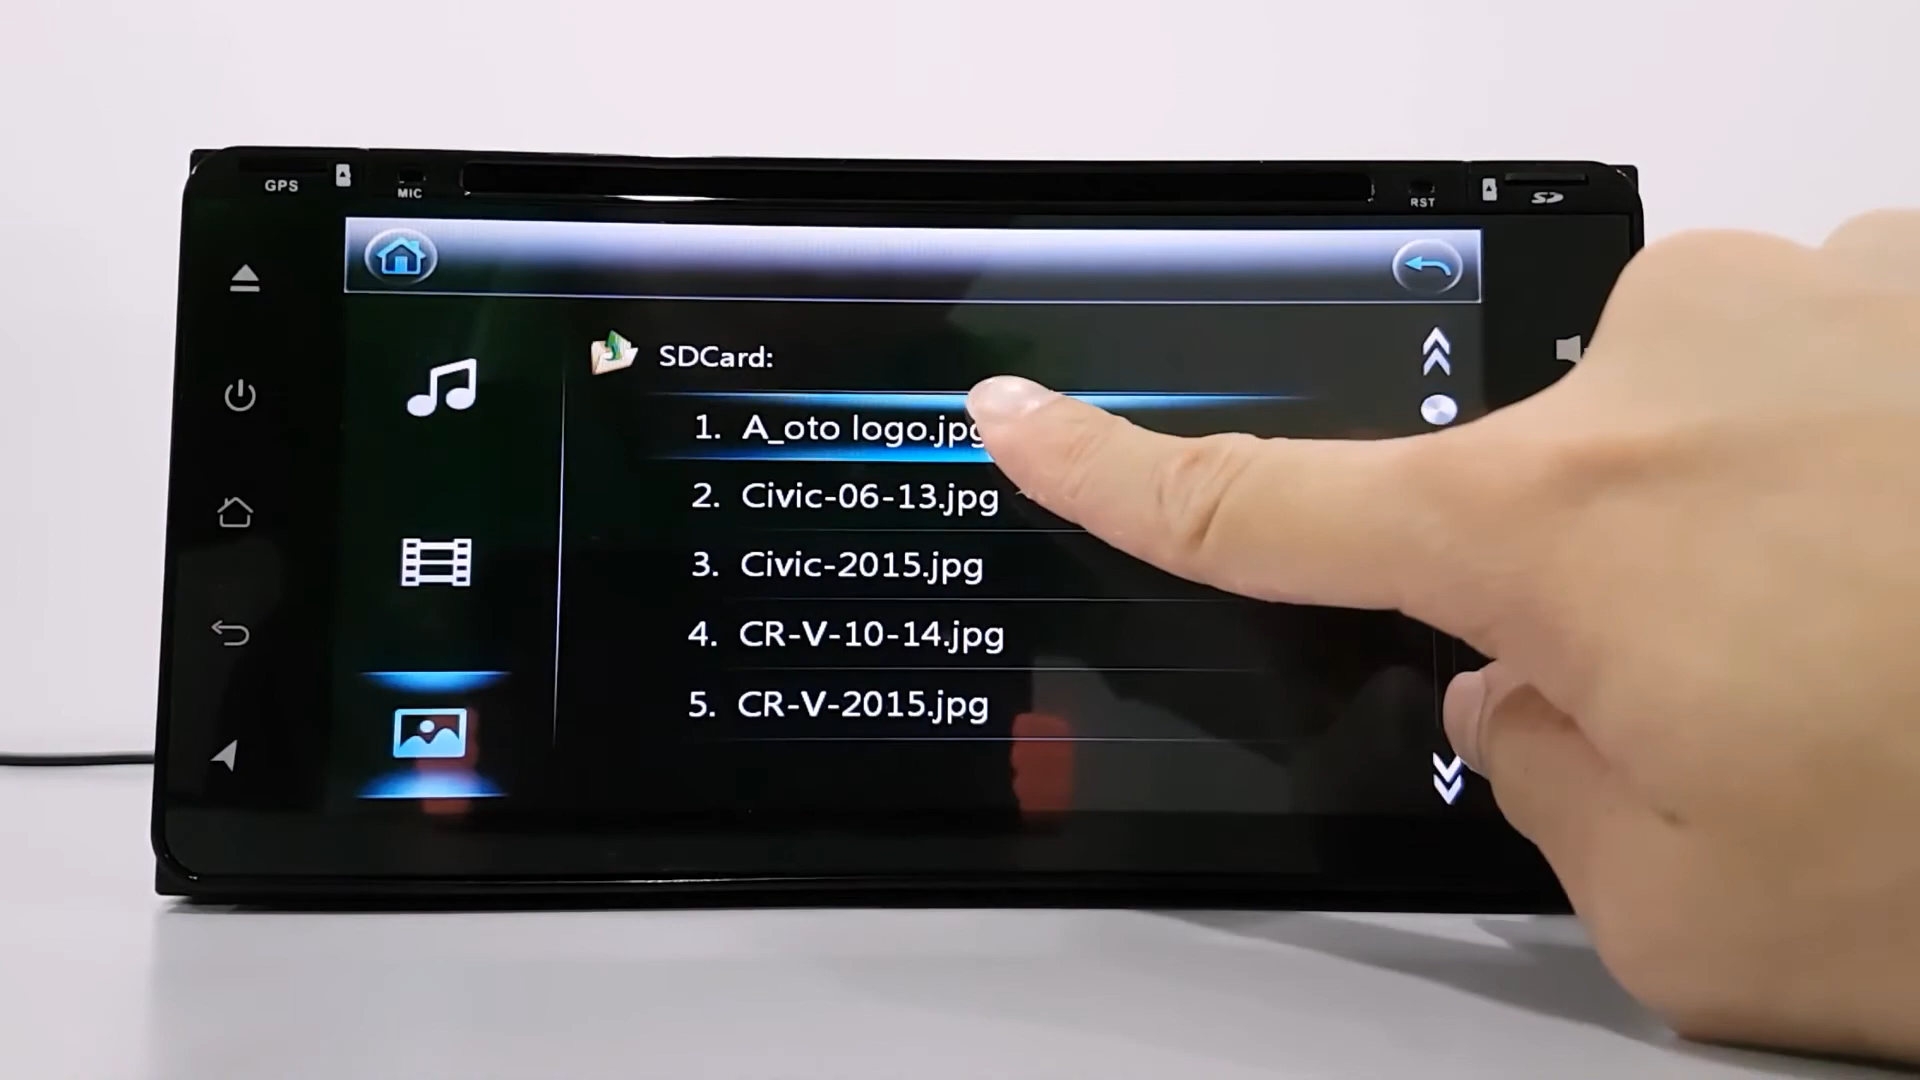 GPS
MIC
RST
SD
SDCard:
1. A_oto logo.jpg
2. Civic-06-13.jpg
3. Civic-2015.jpg
4. CR-V-10-14.jpg
5. CR-V-2015.jpg